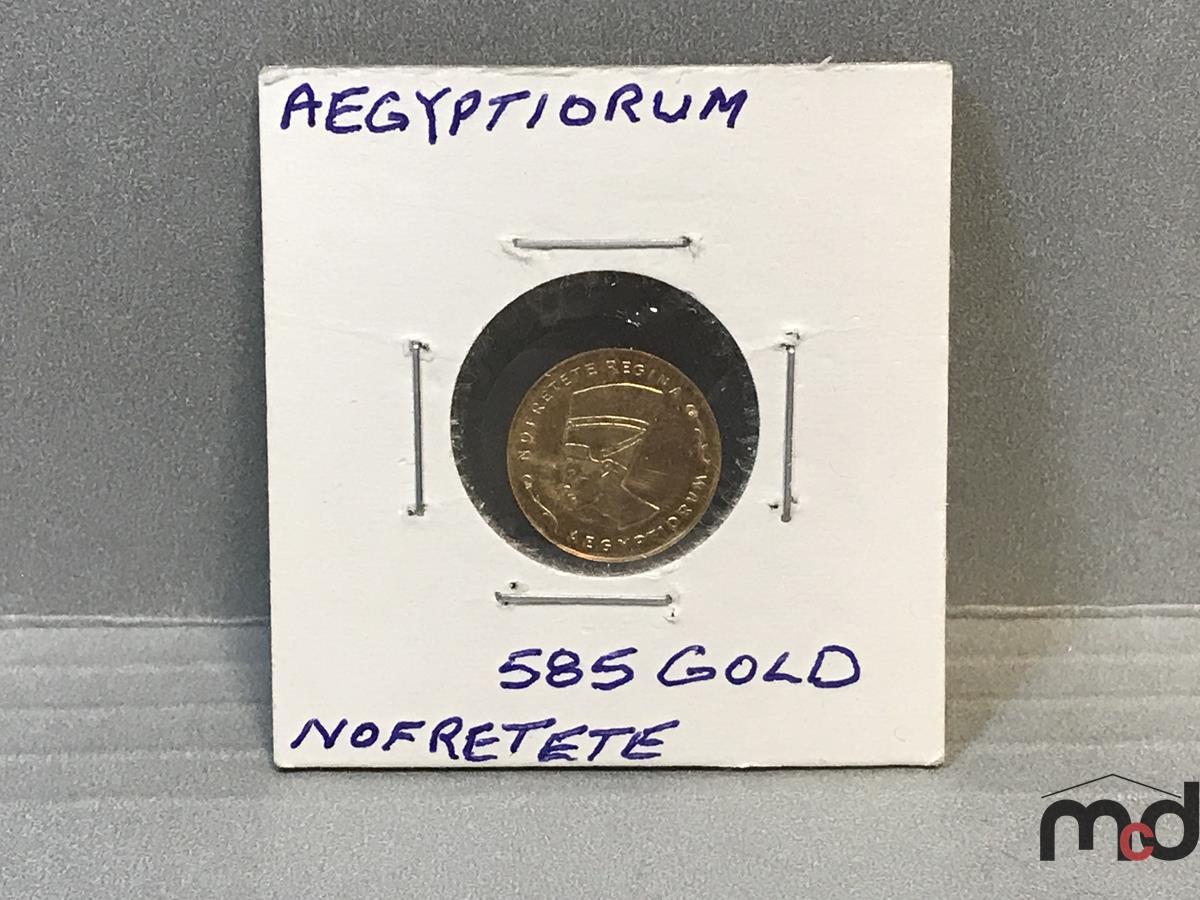 AEGYPTIORUM
NOFRETETE REGINA
AEGYPTIORUM
585 GOLD
NOFRETETE
mcd